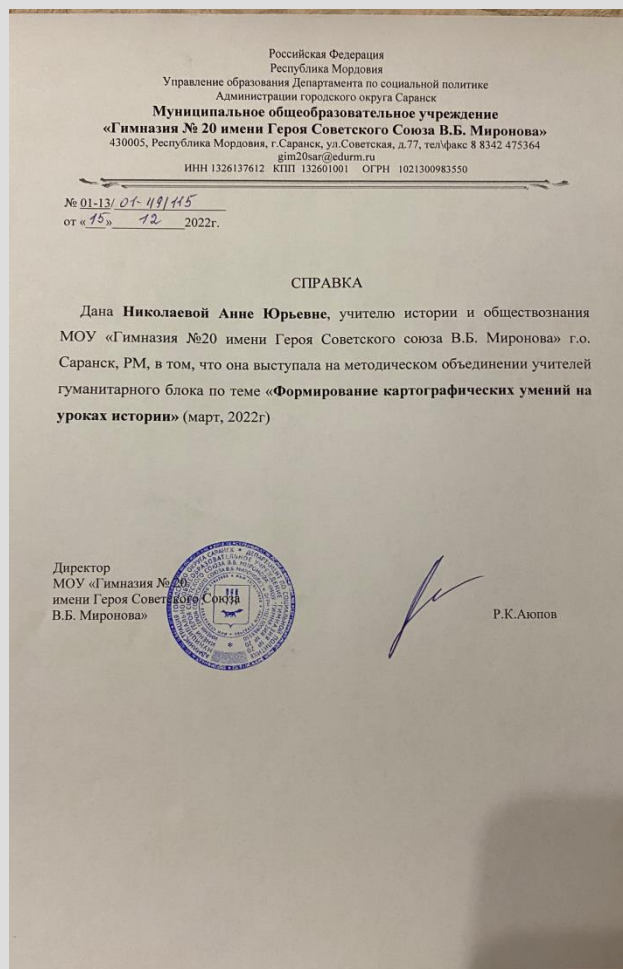 Российская Федерация
Республика Мордовия
Управление образования Департамента по социальной политике
Администрации городского округа Саранск
Муниципальное общеобразовательное учреждение
«Гимназия № 20 имени Героя Советского Союза В.Б. Миронова»
430005, Республика Мордовия, г.Саранск, ул.Советская, д.77, тел\факс 8 8342 475364
gim20sar@edurm.ru
ИНН 1326137612 КПП 132601001 ОГРН 1021300983550
№ 01-13/ 01-49/115
от «15» 12 2022г.
СПРАВКА
Дана Николаевой Анне Юрьевне, учителю истории и обществознания
МОУ «Гимназия №20 имени Героя Советского союза В.Б. Миронова» г.о.
Саранск, РМ, в том, что она выступала на методическом объединении учителей
гуманитарного блока по теме «Формирование картографических умений на
уроках истории» (март, 2022г)
Директор
МОУ «Гимназия № 20
имени Героя Советского Союза
В.Б. Миронова»
Р.К.Аюпов